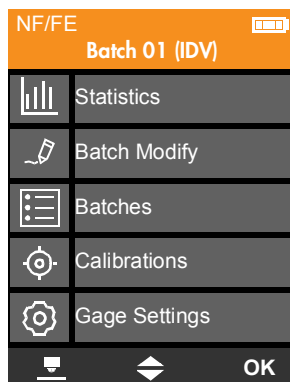 NF/FE
Batch 01 (IDV)
Statistics
Batch Modify
Batches
Calibrations
Gage Settings
OK